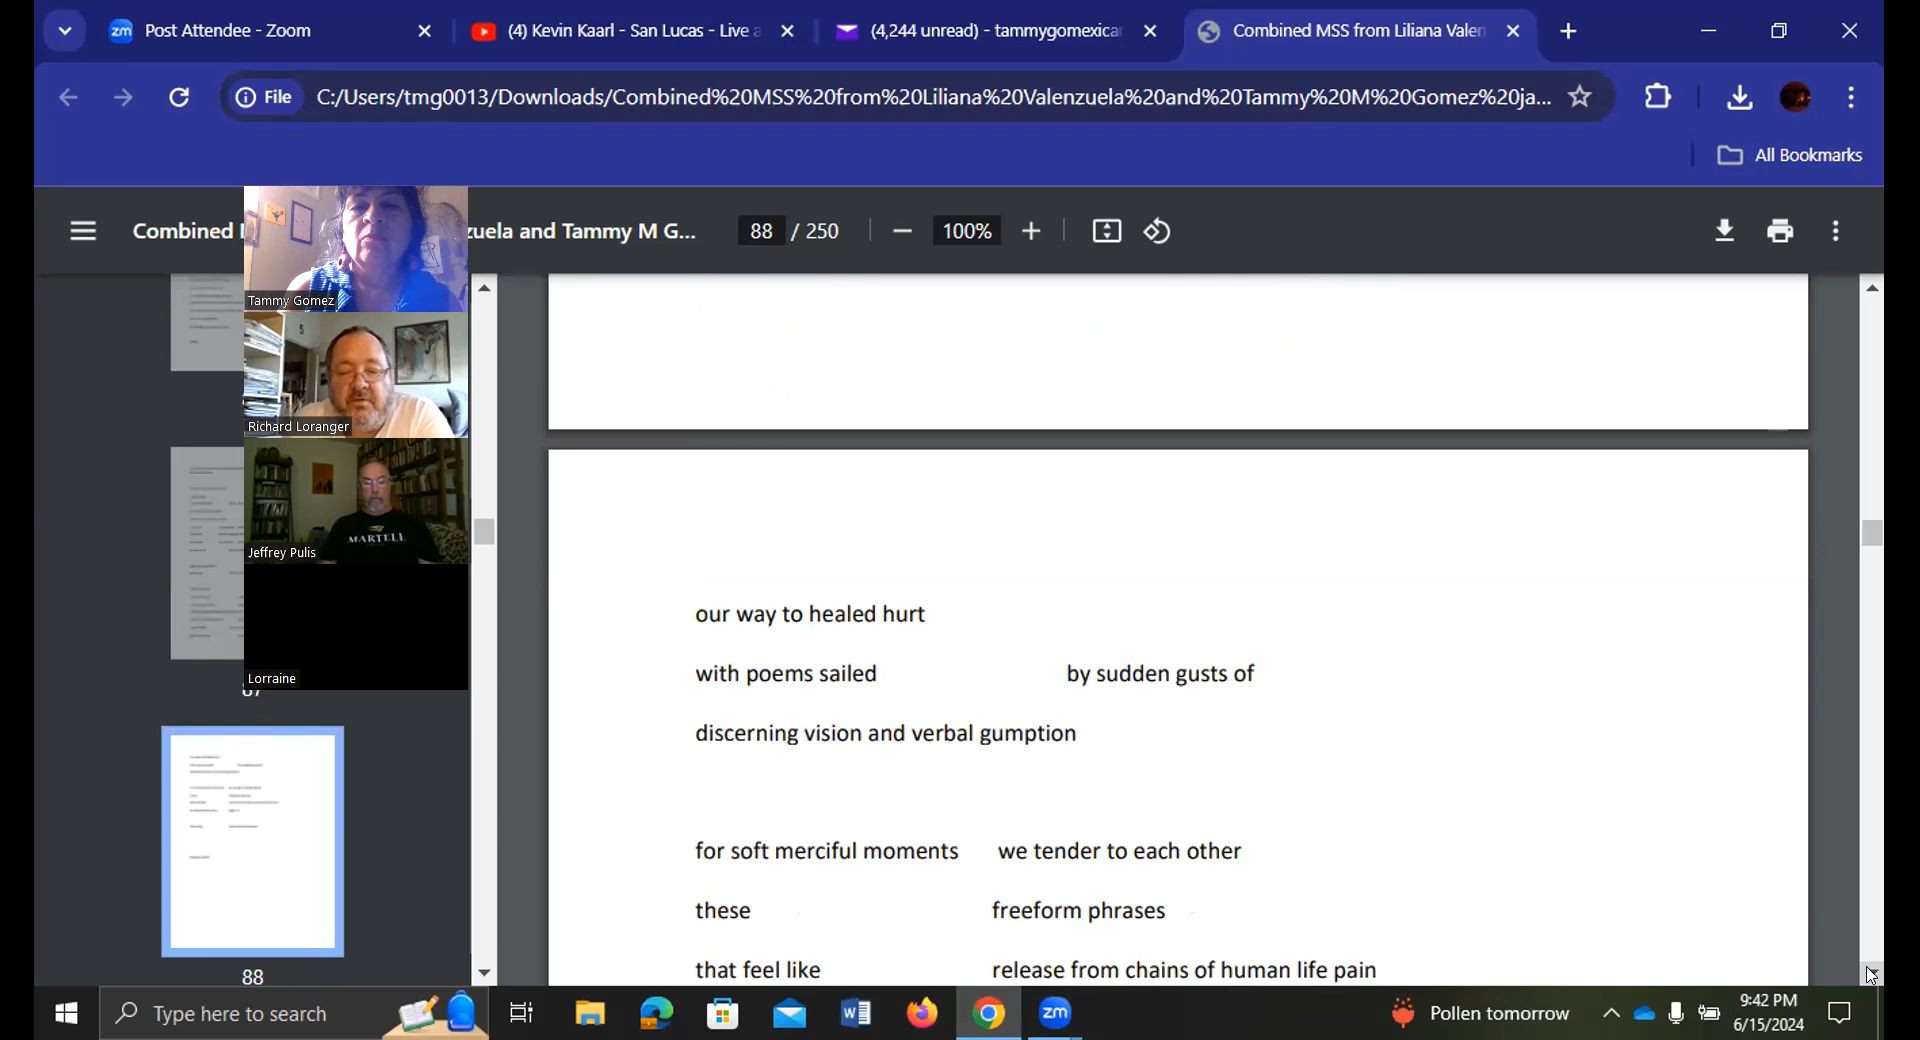 Post Attendee - Zoom
(4) Kevin Kaarl - San Lucas - Live a
(4,244 unread) - tammygomexicar
Combined MSS from Liliana Valen
File
C:/Users/tmg0013/Downloads/Combined%20MSS%20from%20Liliana%20Valenzuela%20and%20Tammy%20M%20Gomez%20ja...
All Bookmarks
Combined
zuela and Tammy M G...
88 / 250
100%
Tammy Gomez
Richard Loranger
MARTELL
Jeffrey Pulis
Lorraine
87
88
our way to healed hurt
with poems sailed by sudden gusts of
discerning vision and verbal gumption
for soft merciful moments we tender to each other
these freeform phrases
that feel like release from chains of human life pain
Type here to search
Pollen tomorrow
9:42 PM
6/15/2024